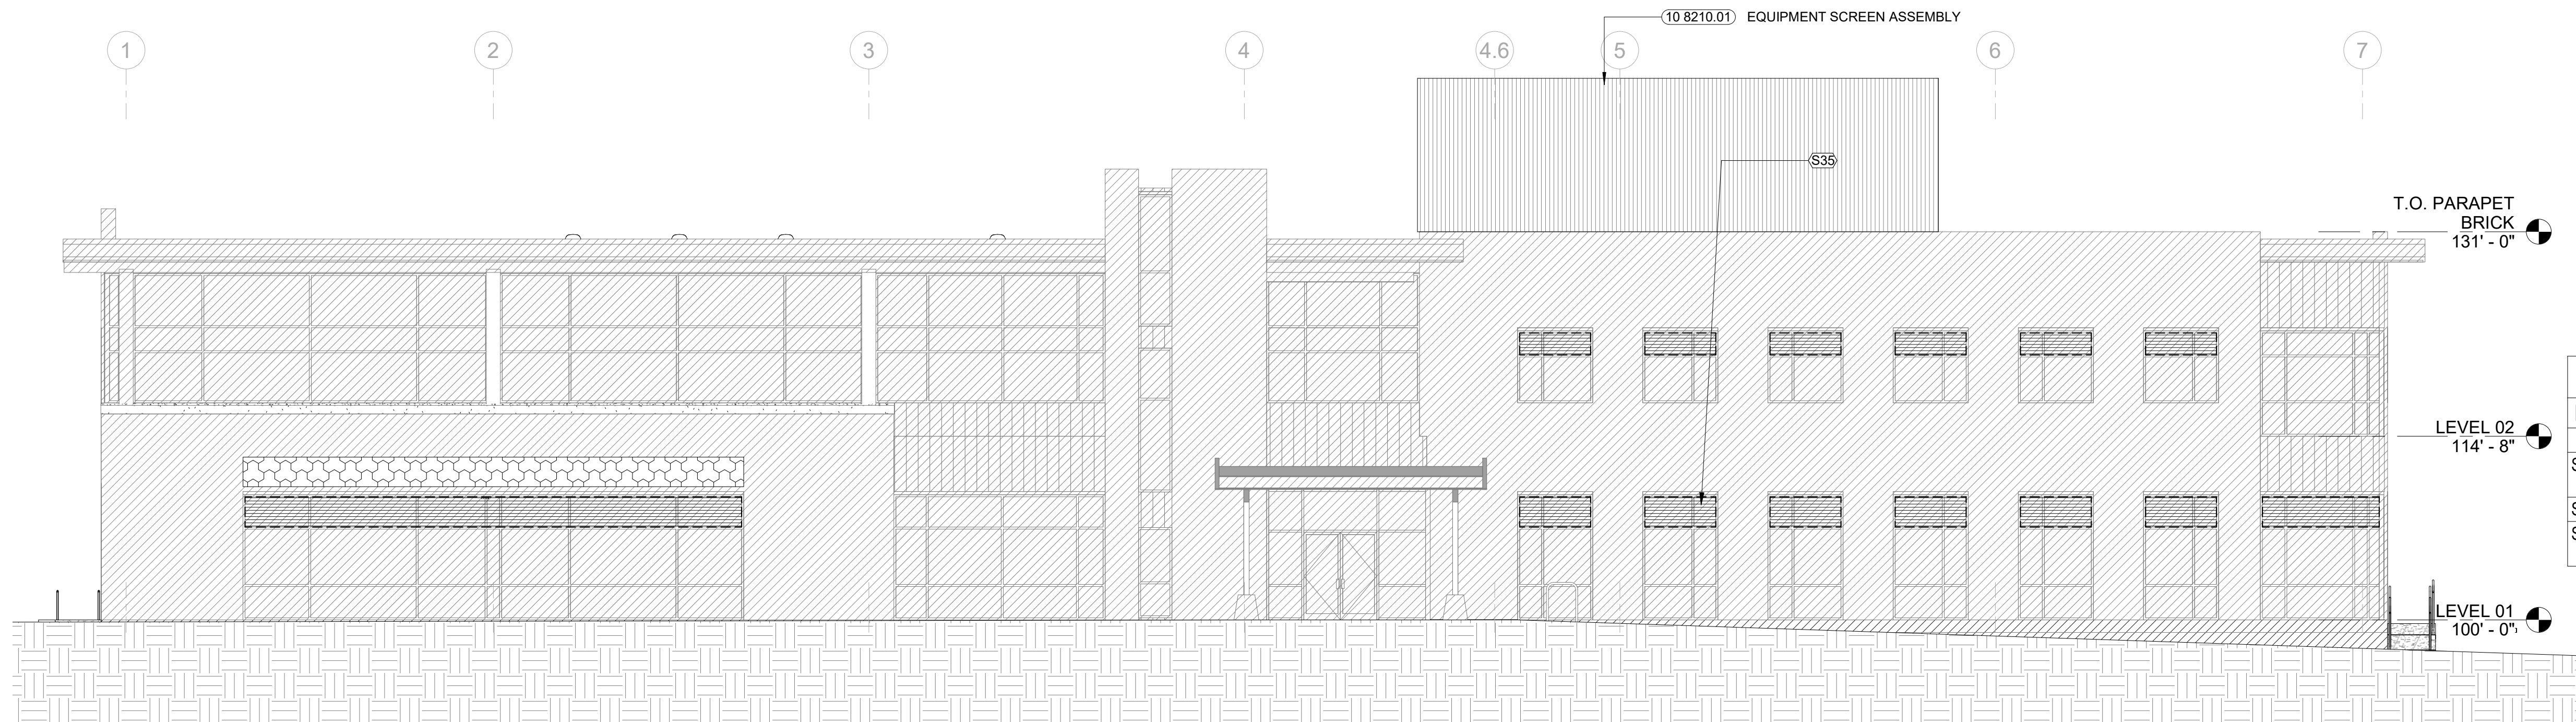 10 8210.01 EQUIPMENT SCREEN ASSEMBLY
1 2 3 4 4.6 5 6 7
S35
T.O. PARAPET
BRICK
131' - 0"
LEVEL 02
114' - 8"
S
S
S
LEVEL 01
100' - 0"